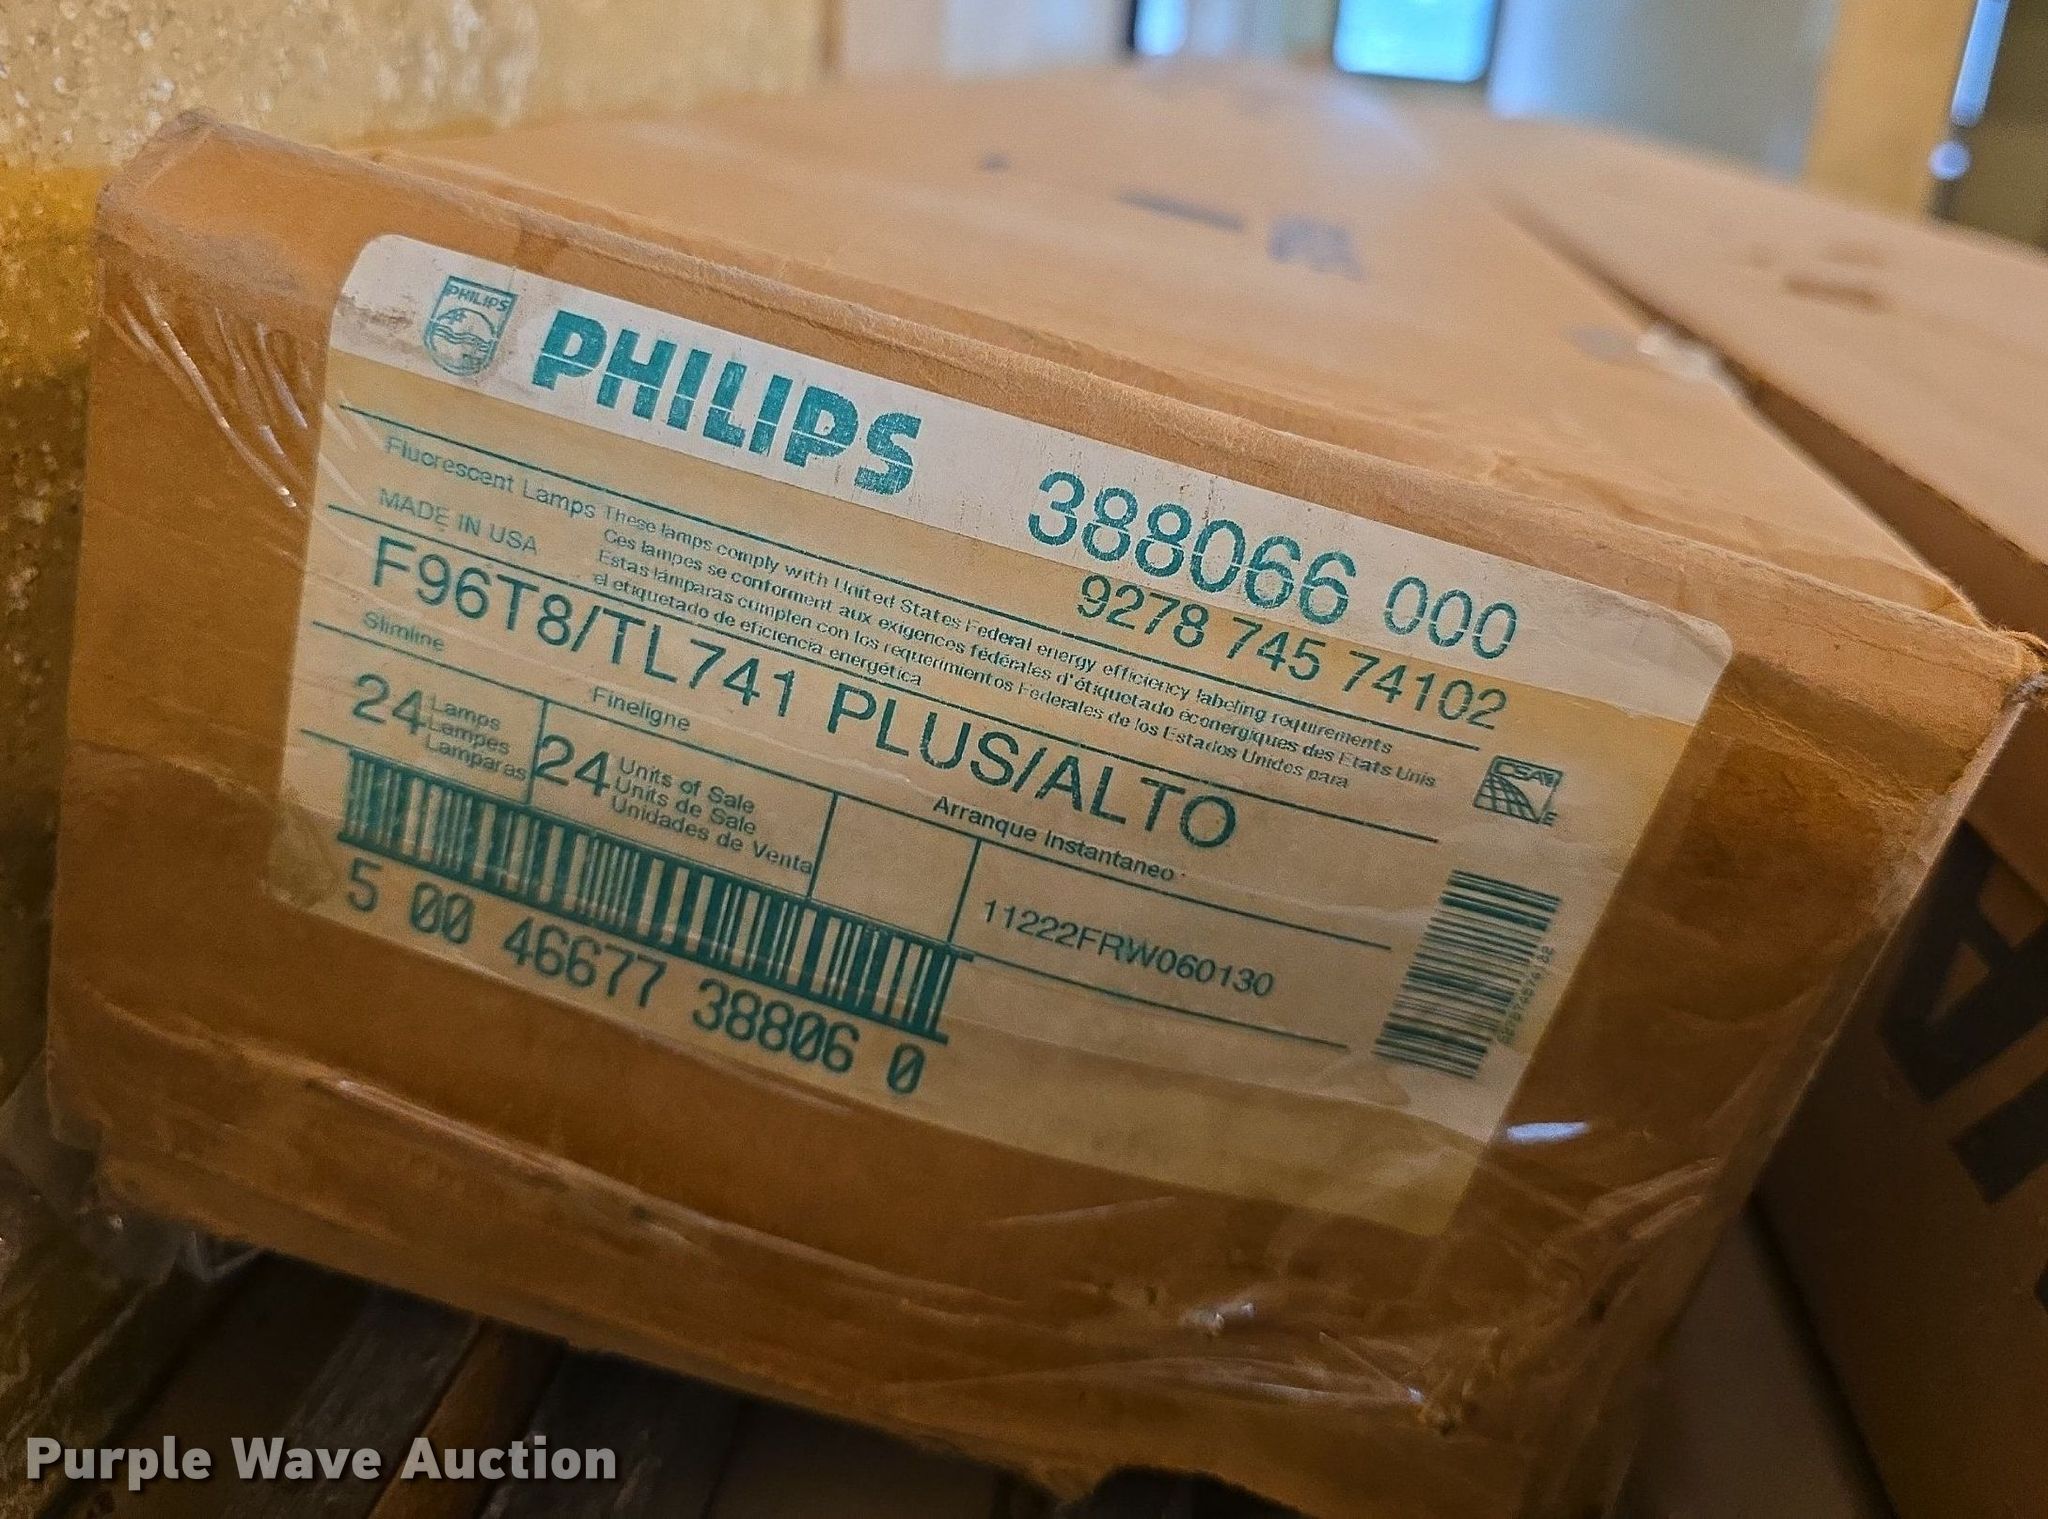 PHILIPS
PHILIPS
388066 000
9278 745 74102
Fluorescent Lamps
MADE IN USA
These lamps comply with United States Federal energy efficiency labeling requirements
Ces lampes se conforment aux exigences fédérales d'étiquetado éconergiques des Etats Unis
Estas lámparas cumplen con los requerimientos Federales de los Estados Unidos para
el etiquetado de eficiencia energética
F96T8/TL741 PLUS/ALTO
Slimline
Fineligne
Arranque Instantaneo
24 Lamps
Lampes
Lamparas
24 Units of Sale
Units de Sale
Unidades de Venta
11222FRW060130
5 00 46677 38806 0
Purple Wave Auction